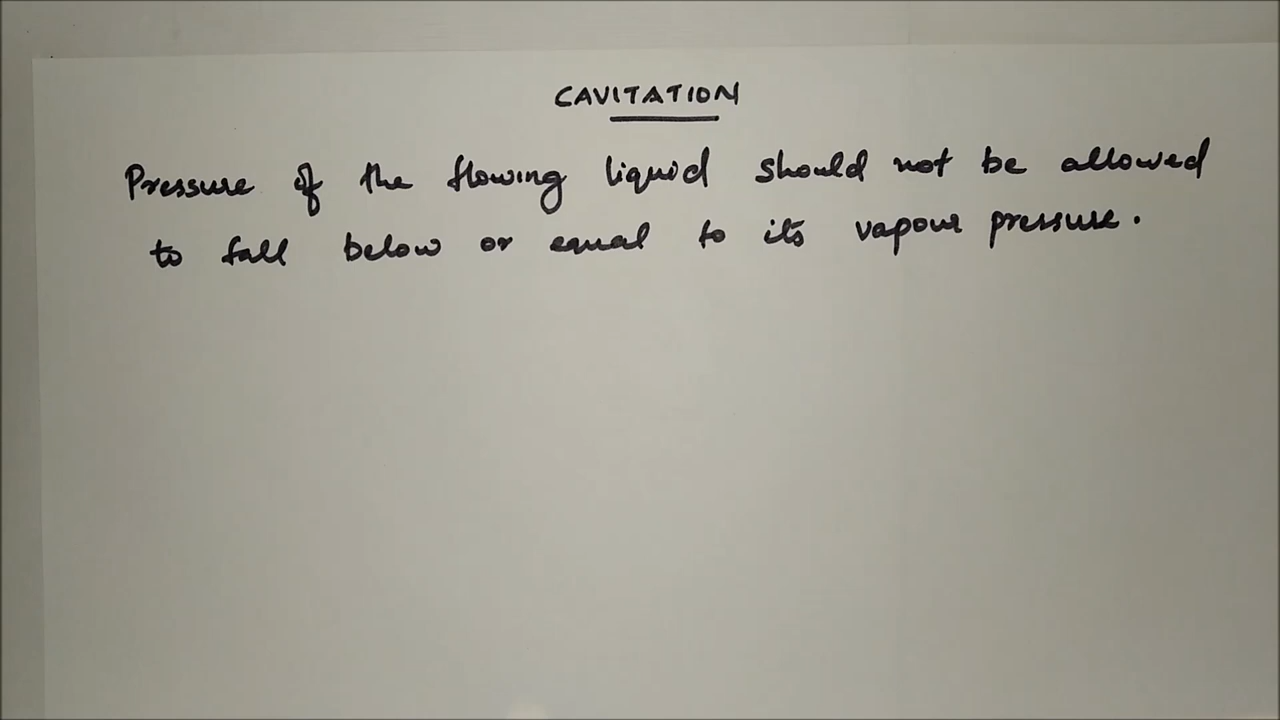 CAVITATION
Pressure of the flowing liquid should not be allowed
to fall below or equal to its vapour pressure.